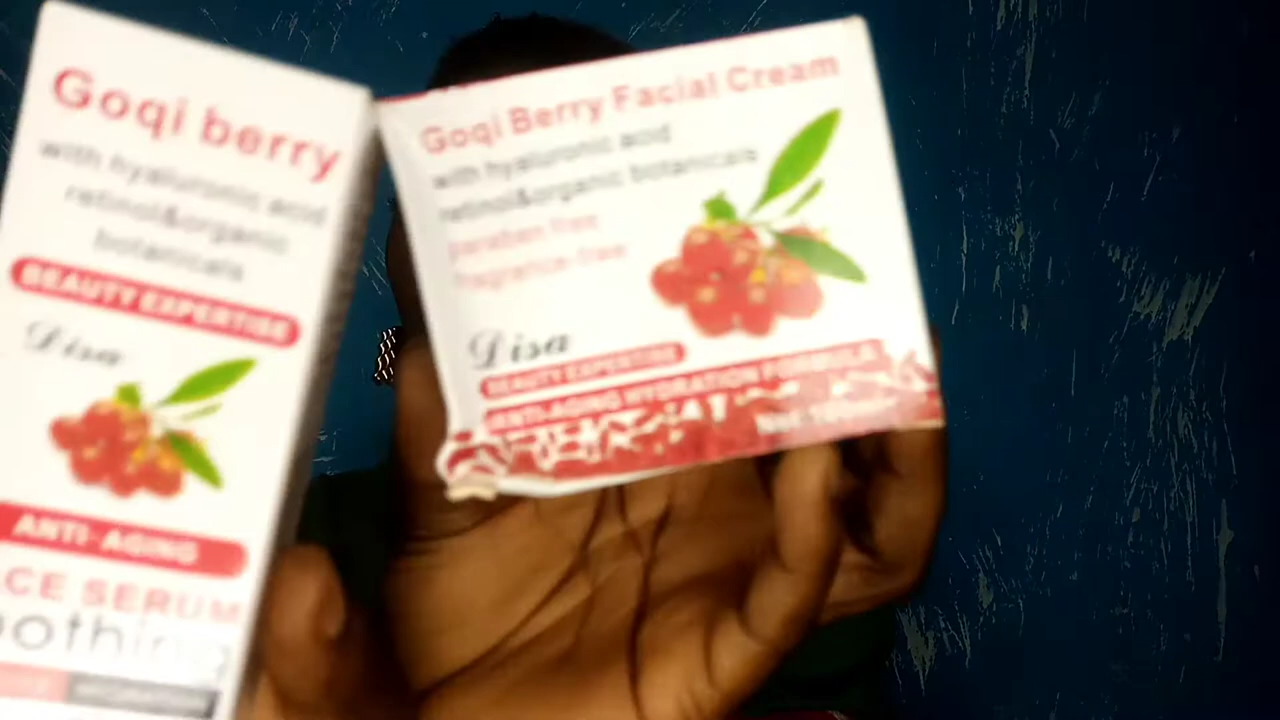 Goqi berry
with hyaluronic acid
retinol&organic
botanicals
BEAUTY EXPERTISE
Disa
ANTI-AGING
CE SERUM
oothing
Goqi Berry Facial Cream
with hyaluronic acid
retinol&organic botanicals
paraben free
fragrance-free
Disa
BEAUTY EXPERTISE
ANTI-AGING HYDRATION FORMULA